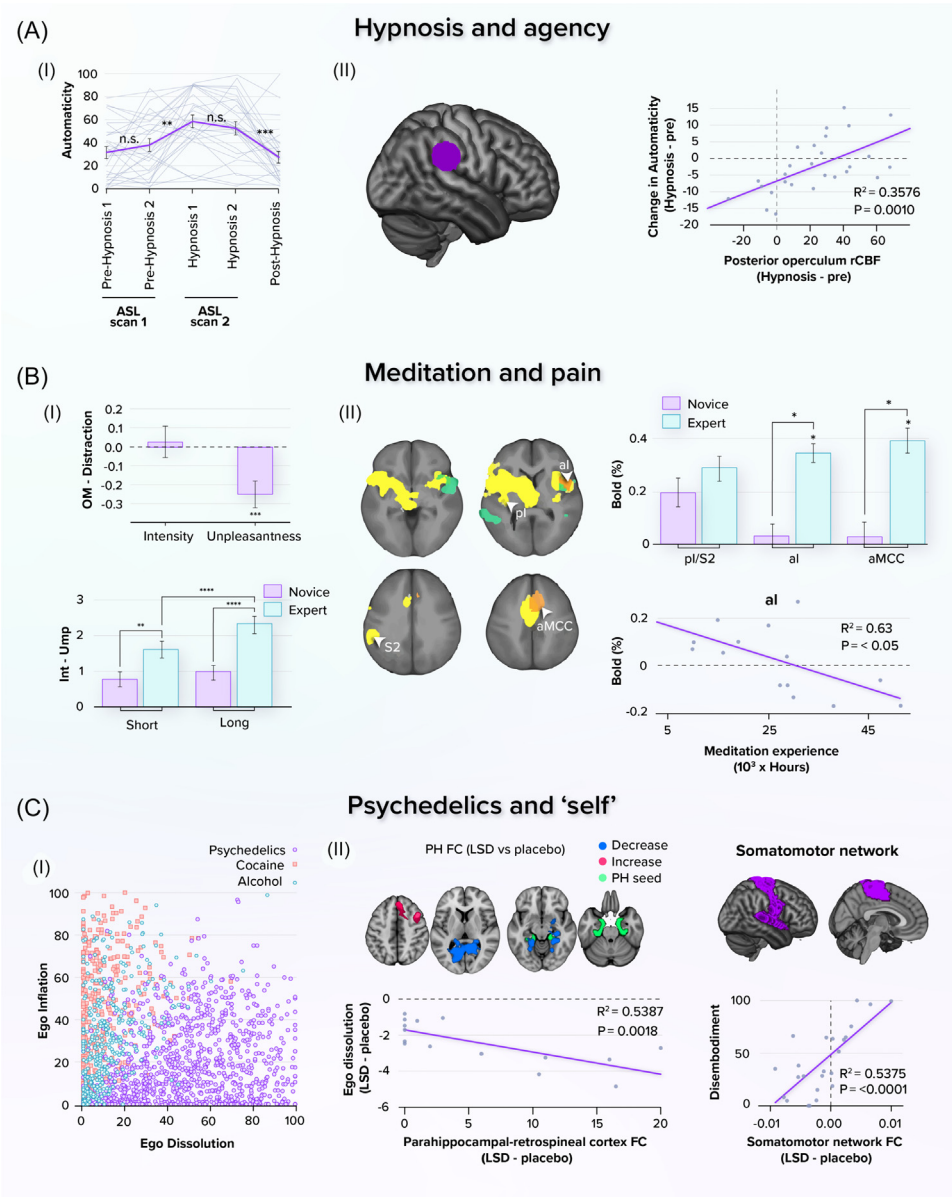 (A)
Hypnosis and agency
(I)
Automaticity
100
80
60
40
20
0
n.s.
**
n.s.
***
Pre-Hypnosis 1
Pre-Hypnosis 2
Hypnosis 1
Hypnosis 2
Post-Hypnosis
ASL
scan 1
ASL
scan 2
(II)
Change in Automaticity
(Hypnosis - pre)
15
10
5
0
-5
-10
-15
-20
R² = 0.3576
P = 0.0010
-20 0 20 40 60
Posterior operculum rCBF
(Hypnosis - pre)
(B)
Meditation and pain
(I)
OM - Distraction
0.2
0.1
0.0
-0.1
-0.2
-0.3
***
Intensity Unpleasantness
Int - Ump
3
2
1
0
**
****
****
Novice
Expert
Short Long
(II)
aI
pI
S2
aMCC
Novice
Expert
Bold (%)
0.4
0.2
0
*
*
*
*
pI/S2 aI aMCC
aI
Bold (%)
0.2
0
-0.2
R² = 0.63
P = < 0.05
5 25 45
Meditation experience
(10³ x Hours)
(C)
Psychedelics and ‘self’
(I)
Psychedelics
Cocaine
Alcohol
Ego Inflation
100
80
60
40
20
0
0 20 40 60 80 100
Ego Dissolution
(II)
PH FC (LSD vs placebo)
Decrease
Increase
PH seed
Ego dissolution
(LSD - placebo)
0
-2
-4
-6
R² = 0.5387
P = 0.0018
0 5 10 15 20
Parahippocampal-retrospineal cortex FC
(LSD - placebo)
Somatomotor network
Disembodiment
100
50
0
R² = 0.5375
P = <0.0001
-0.01 0.00 0.01
Somatomotor network FC
(LSD - placebo)